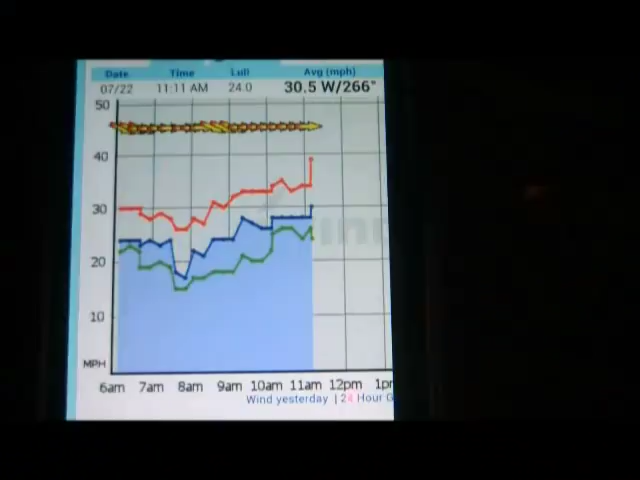 Date Time Lull Avg (mph)
07/22 11:11 AM 24.0 30.5 W/266°
50
40
30
20
10
MPH
6am 7am 8am 9am 10am 11am 12pm 1p
Wind yesterday | 24 Hour G